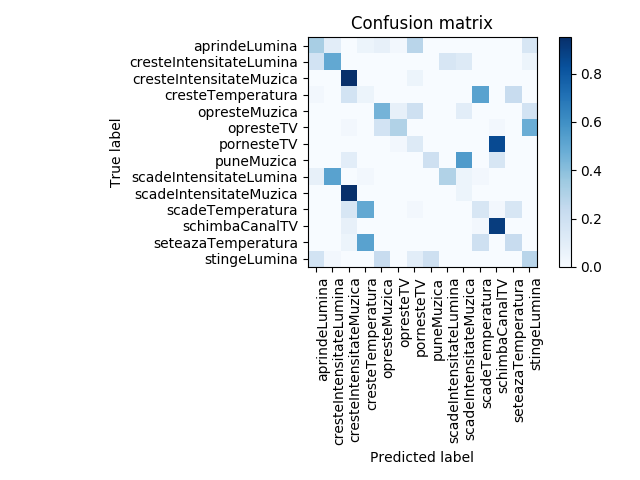 Confusion matrix
True label
aprindeLumina
cresteIntensitateLumina
cresteIntensitateMuzica
cresteTemperatura
opresteMuzica
opresteTV
pornesteTV
puneMuzica
scadeIntensitateLumina
scadeIntensitateMuzica
scadeTemperatura
schimbaCanalTV
seteazaTemperatura
stingeLumina
aprindeLumina
cresteIntensitateLumina
cresteIntensitateMuzica
cresteTemperatura
opresteMuzica
opresteTV
pornesteTV
puneMuzica
scadeIntensitateLumina
scadeIntensitateMuzica
scadeTemperatura
schimbaCanalTV
seteazaTemperatura
stingeLumina
Predicted label
0.8
0.6
0.4
0.2
0.0